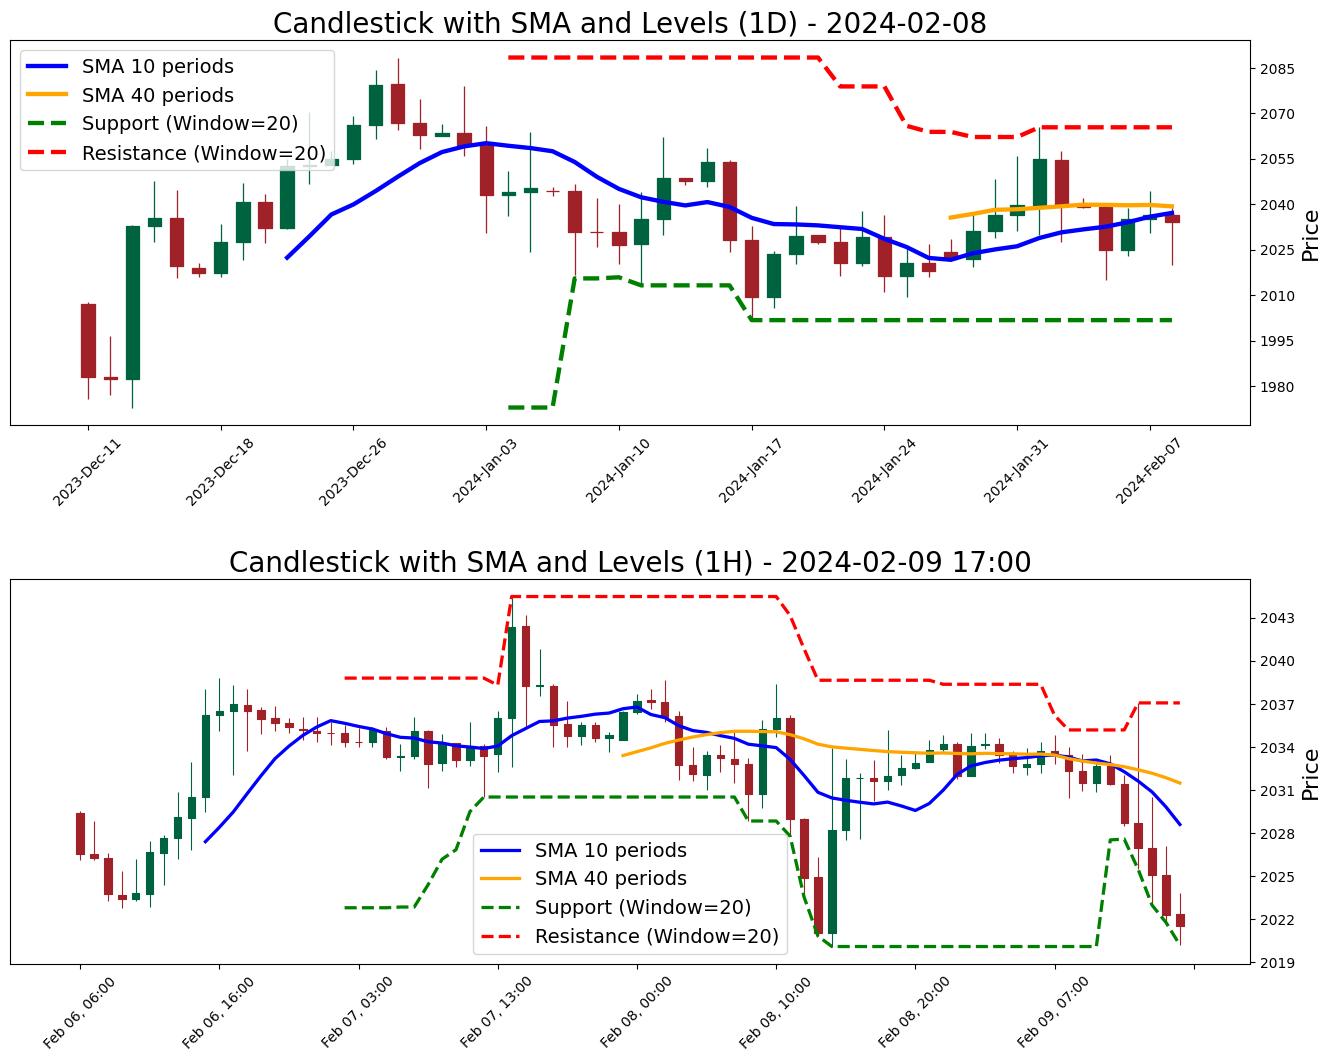 Candlestick with SMA and Levels (1D) - 2024-02-08
SMA 10 periods
SMA 40 periods
Support (Window=20)
Resistance (Window=20)
2085
2070
2055
2040
2025
2010
1995
1980
Price
2023-Dec-11
2023-Dec-18
2023-Dec-26
2024-Jan-03
2024-Jan-10
2024-Jan-17
2024-Jan-24
2024-Jan-31
2024-Feb-07
Candlestick with SMA and Levels (1H) - 2024-02-09 17:00
2043
2040
2037
2034
2031
2028
2025
2022
2019
Price
SMA 10 periods
SMA 40 periods
Support (Window=20)
Resistance (Window=20)
Feb 06, 06:00
Feb 06, 16:00
Feb 07, 03:00
Feb 07, 13:00
Feb 08, 00:00
Feb 08, 10:00
Feb 08, 20:00
Feb 09, 07:00